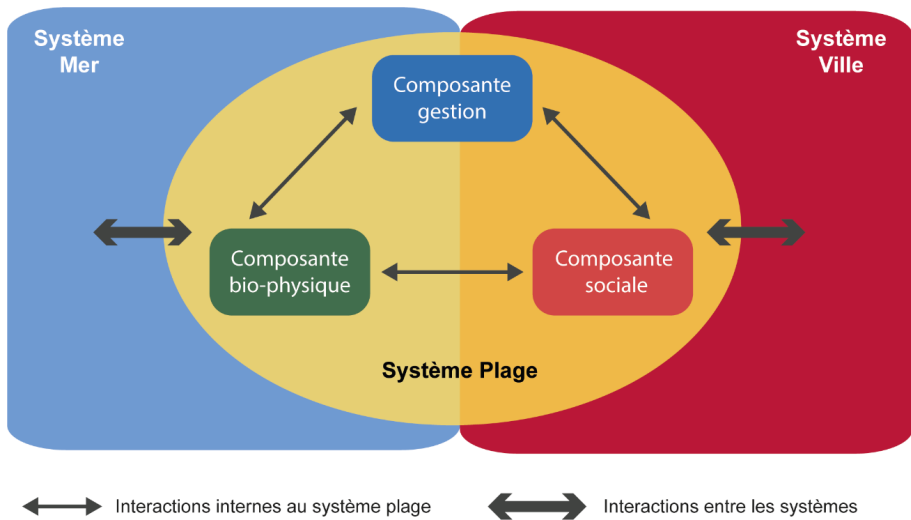 Système
Mer
Système
Ville
Composante
gestion
Composante
bio-physique
Composante
sociale
Système Plage
Interactions internes au système plage
Interactions entre les systèmes